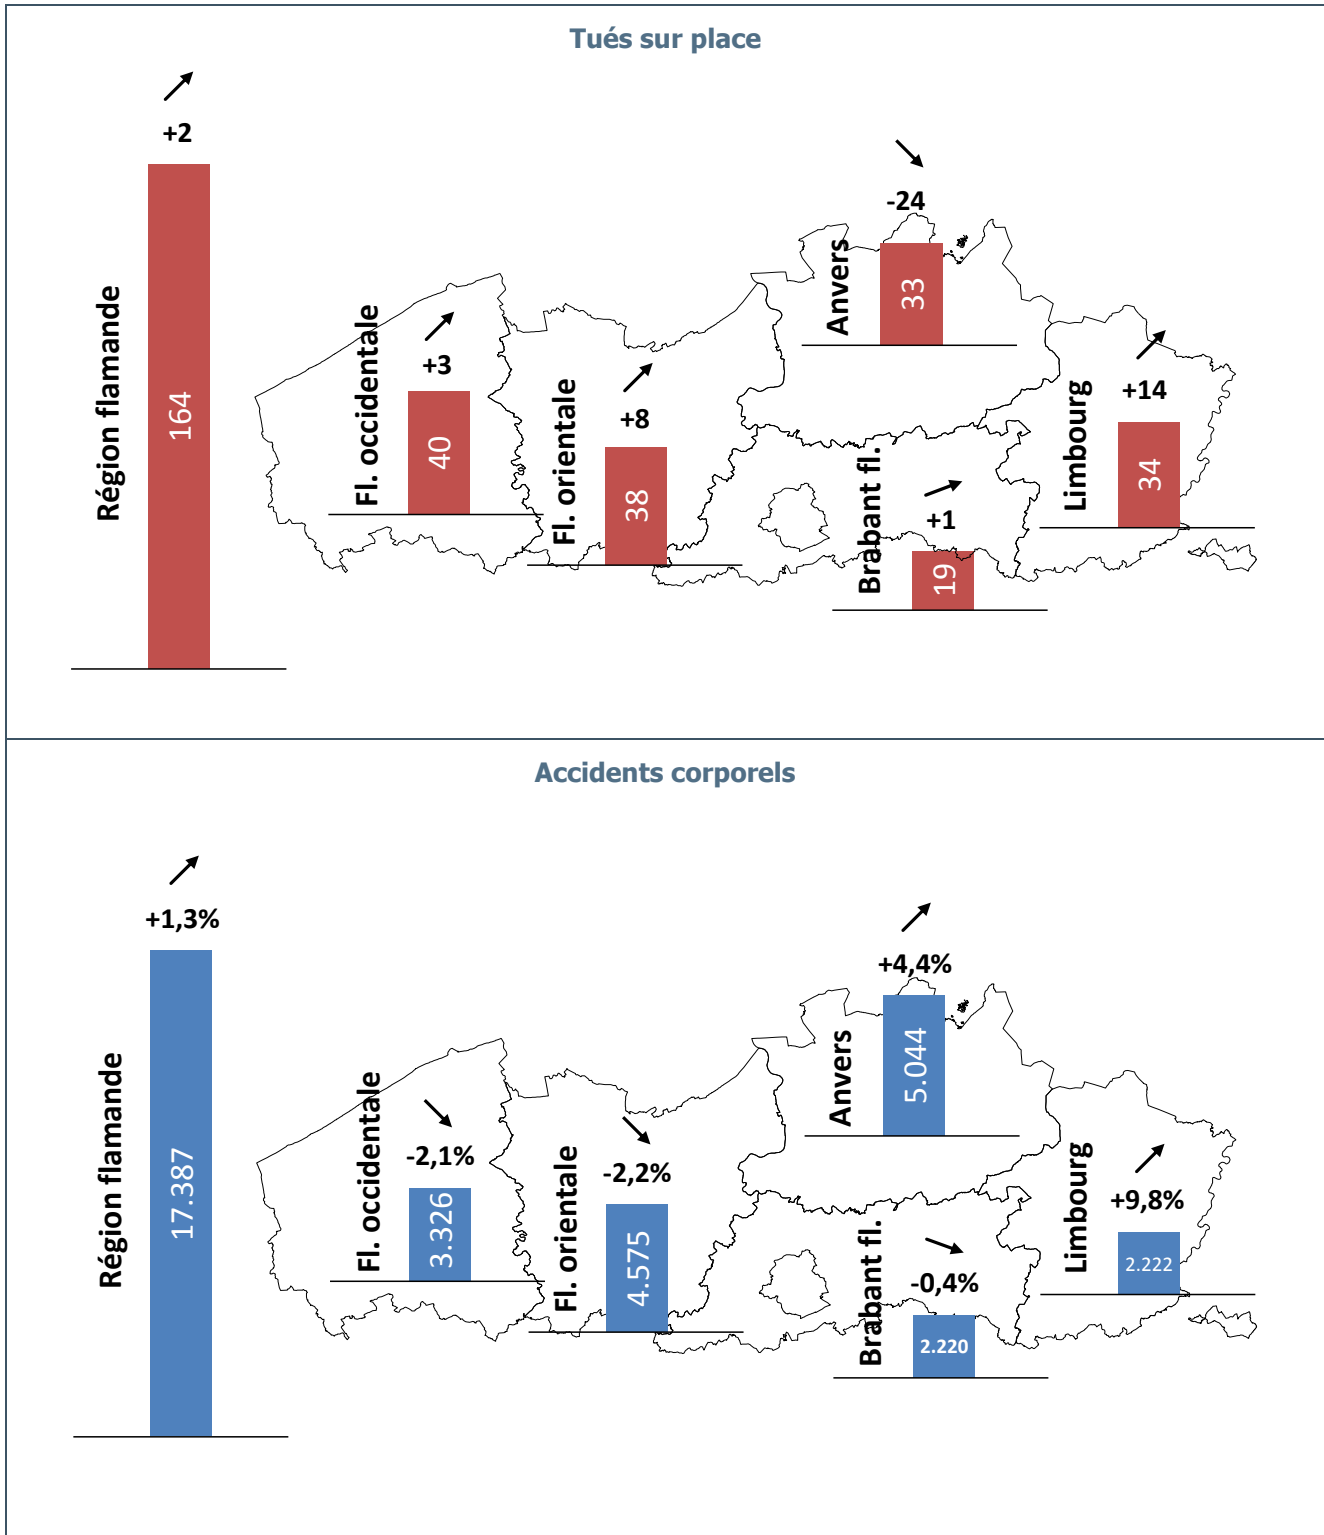 Tués sur place
+2
Région flamande
164
Fl. occidentale
+3
40
Fl. orientale
+8
38
Anvers
-24
33
Brabant fl.
+1
19
Limbourg
+14
34
Accidents corporels
+1,3%
Région flamande
17.387
Fl. occidentale
-2,1%
3.326
Fl. orientale
-2,2%
4.575
Anvers
+4,4%
5.044
Brabant fl.
-0,4%
2.220
Limbourg
+9,8%
2.222